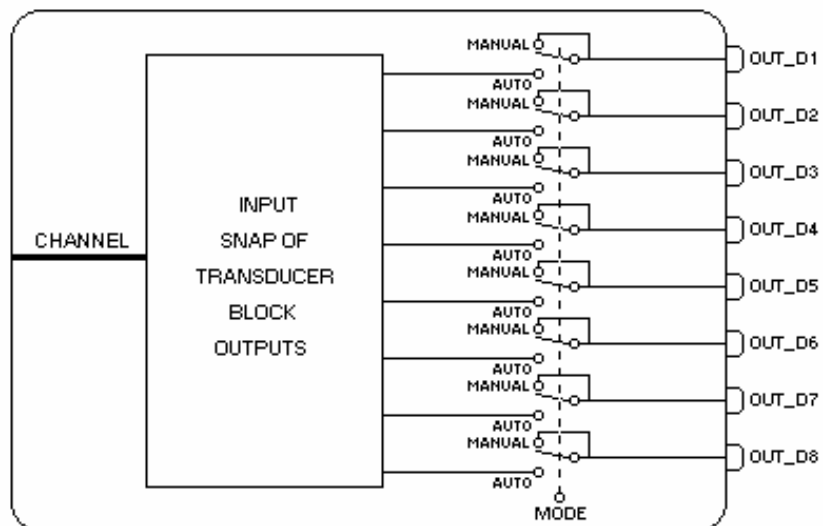 MANUAL
OUT_D1
AUTO
MANUAL
OUT_D2
AUTO
MANUAL
OUT_D3
AUTO
MANUAL
OUT_D4
AUTO
MANUAL
OUT_D5
AUTO
MANUAL
OUT_D6
AUTO
MANUAL
OUT_D7
AUTO
MANUAL
OUT_D8
AUTO
MODE
CHANNEL
INPUT
SNAP OF
TRANSDUCER
BLOCK
OUTPUTS